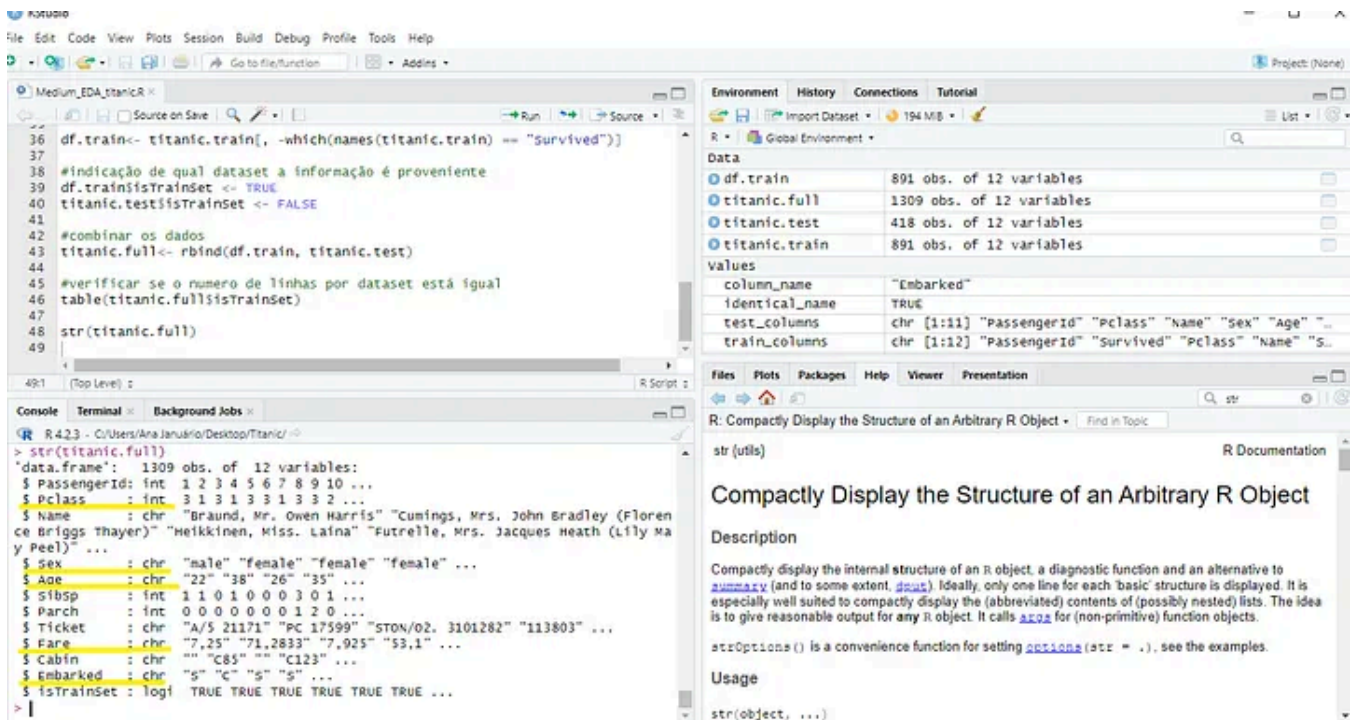 RStudio
File Edit Code View Plots Session Build Debug Profile Tools Help
Go to file/function Addins
Project: (None)
Medium_EDA_titanic.R
Source on Save Run Source
36 df.train<- titanic.train[, -which(names(titanic.train) == "Survived")]
37
38 #indicação de qual dataset a informação é proveniente
39 df.train$isTrainSet <- TRUE
40 titanic.test$isTrainSet <- FALSE
41
42 #combinar os dados
43 titanic.full<- rbind(df.train, titanic.test)
44
45 #verificar se o numero de linhas por dataset está igual
46 table(titanic.full$isTrainSet)
47
48 str(titanic.full)
49
49:1 (Top Level) R Script
Console Terminal Background Jobs
R 4.2.3 - C:/Users/Ana Januário/Desktop/Titanic/
> str(titanic.full)
'data.frame': 1309 obs. of 12 variables:
$ PassengerId: int 1 2 3 4 5 6 7 8 9 10 ...
$ Pclass : int 3 1 3 1 3 3 1 3 3 2 ...
$ Name : chr "Braund, Mr. Owen Harris" "Cumings, Mrs. John Bradley (Floren
ce Briggs Thayer)" "Heikkinen, Miss. Laina" "Futrelle, Mrs. Jacques Heath (Lily Ma
y Peel)" ...
$ Sex : chr "male" "female" "female" "female" ...
$ Age : chr "22" "38" "26" "35" ...
$ SibSp : int 1 1 0 1 0 0 0 3 0 1 ...
$ Parch : int 0 0 0 0 0 0 0 1 2 0 ...
$ Ticket : chr "A/5 21171" "PC 17599" "STON/O2. 3101282" "113803" ...
$ Fare : chr "7,25" "71,2833" "7,925" "53,1" ...
$ Cabin : chr "" "C85" "" "C123" ...
$ Embarked : chr "S" "C" "S" "S" ...
$ isTrainSet : logi TRUE TRUE TRUE TRUE TRUE TRUE ...
>
Environment History Connections Tutorial
Import Dataset 194 MiB List
R Global Environment
Data
df.train 891 obs. of 12 variables
titanic.full 1309 obs. of 12 variables
titanic.test 418 obs. of 12 variables
titanic.train 891 obs. of 12 variables
Values
column_name "Embarked"
identical_name TRUE
test_columns chr [1:11] "PassengerId" "Pclass" "Name" "Sex" "Age" "…
train_columns chr [1:12] "PassengerId" "Survived" "Pclass" "Name" "S…
Files Plots Packages Help Viewer Presentation
str
R: Compactly Display the Structure of an Arbitrary R Object Find in Topic
str {utils} R Documentation
Compactly Display the Structure of an Arbitrary R Object
Description
Compactly display the internal structure of an R object, a diagnostic function and an alternative to
summary (and to some extent, dput). Ideally, only one line for each 'basic' structure is displayed. It is
especially well suited to compactly display the (abbreviated) contents of (possibly nested) lists. The idea
is to give reasonable output for any R object. It calls args for (non-primitive) function objects.
strOptions() is a convenience function for setting options(str = .), see the examples.
Usage
str(object, ...)